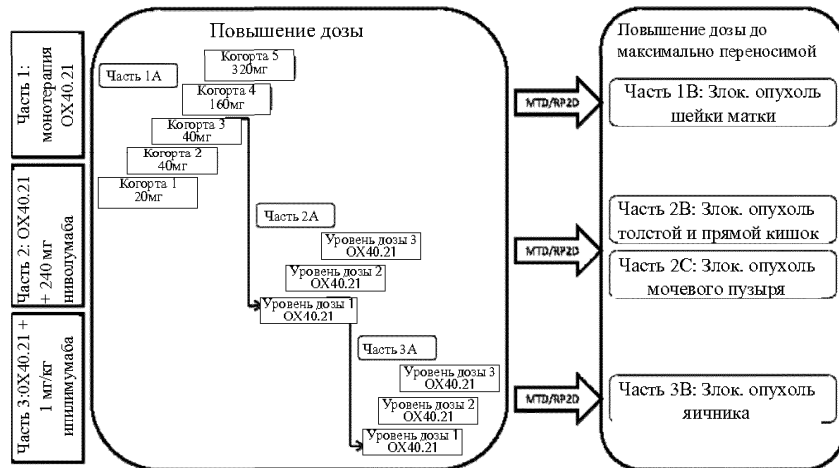 Часть 1:
монотерапия
OX40.21
Часть 2: OX40.21
+ 240 мг
ниволумаба
Часть 3:OX40.21 +
1 мг/кг
ипилимумаба
Повышение дозы
Часть 1А
Когорта 5
320мг
Когорта 4
160мг
Когорта 3
40мг
Когорта 2
40мг
Когорта 1
20мг
Часть 2А
Уровень дозы 3
OX40.21
Уровень дозы 2
OX40.21
Уровень дозы 1
OX40.21
Часть 3А
Уровень дозы 3
OX40.21
Уровень дозы 2
OX40.21
Уровень дозы 1
OX40.21
MTD/RP2D
MTD/RP2D
MTD/RP2D
Повышение дозы до
максимально переносимой
Часть 1В: Злок. опухоль
шейки матки
Часть 2В: Злок. опухоль
толстой и прямой кишок
Часть 2С: Злок. опухоль
мочевого пузыря
Часть 3В: Злок. опухоль
яичника